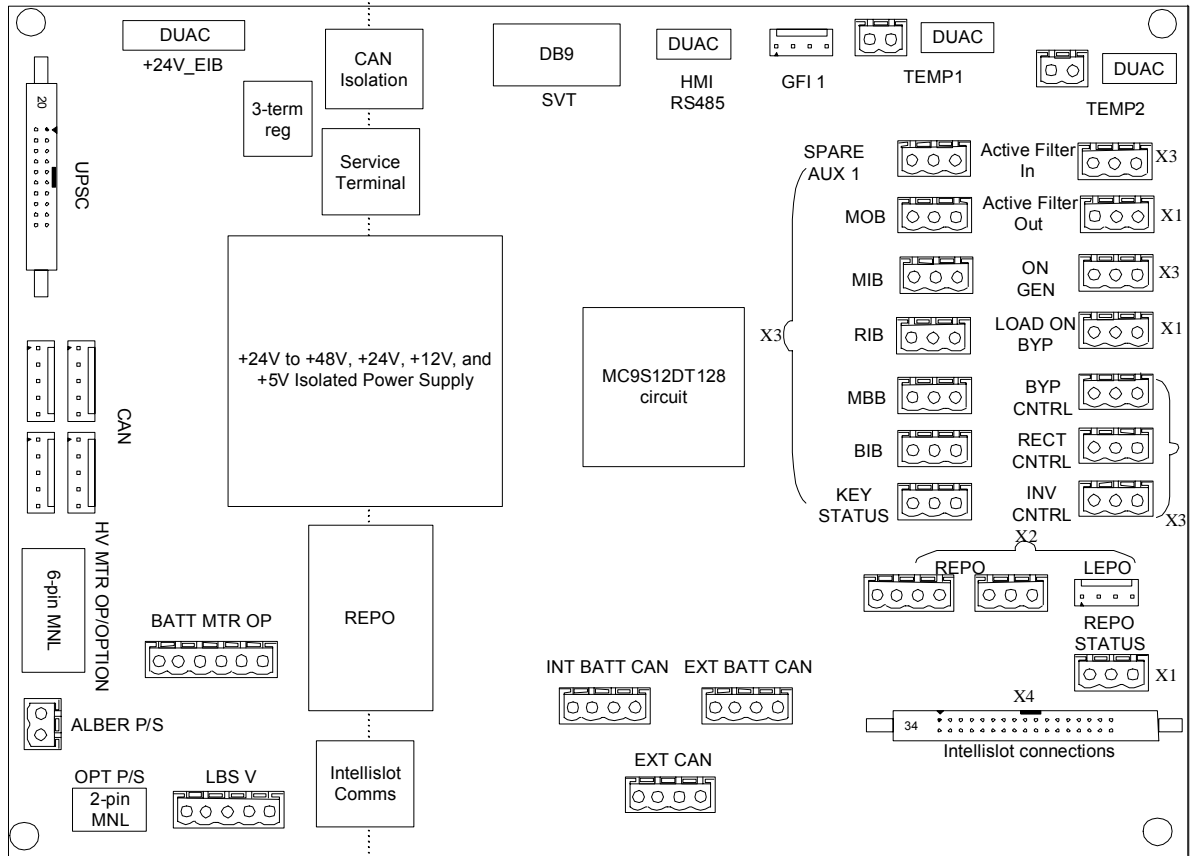 DUAC
+24V_EIB
CAN
Isolation
DB9
SVT
DUAC
HMI
RS485
GFI 1
DUAC
TEMP1
DUAC
TEMP2
20
UPSC
3-term
reg
Service
Terminal
SPARE
AUX 1
Active Filter
In
X3
MOB
Active Filter
Out
X1
MIB
ON
GEN
X3
X3
RIB
LOAD ON
BYP
X1
+24V to +48V, +24V, +12V, and
+5V Isolated Power Supply
MC9S12DT128
circuit
MBB
BYP
CNTRL
CAN
BIB
RECT
CNTRL
KEY
STATUS
INV
CNTRL
X3
X2
HV MTR OP/OPTION
6-pin MNL
REPO
REPO
LEPO
BATT MTR OP
REPO
STATUS
X1
INT BATT CAN
EXT BATT CAN
X4
34
Intellislot connections
ALBER P/S
EXT CAN
OPT P/S
2-pin
MNL
LBS V
Intellislot
Comms